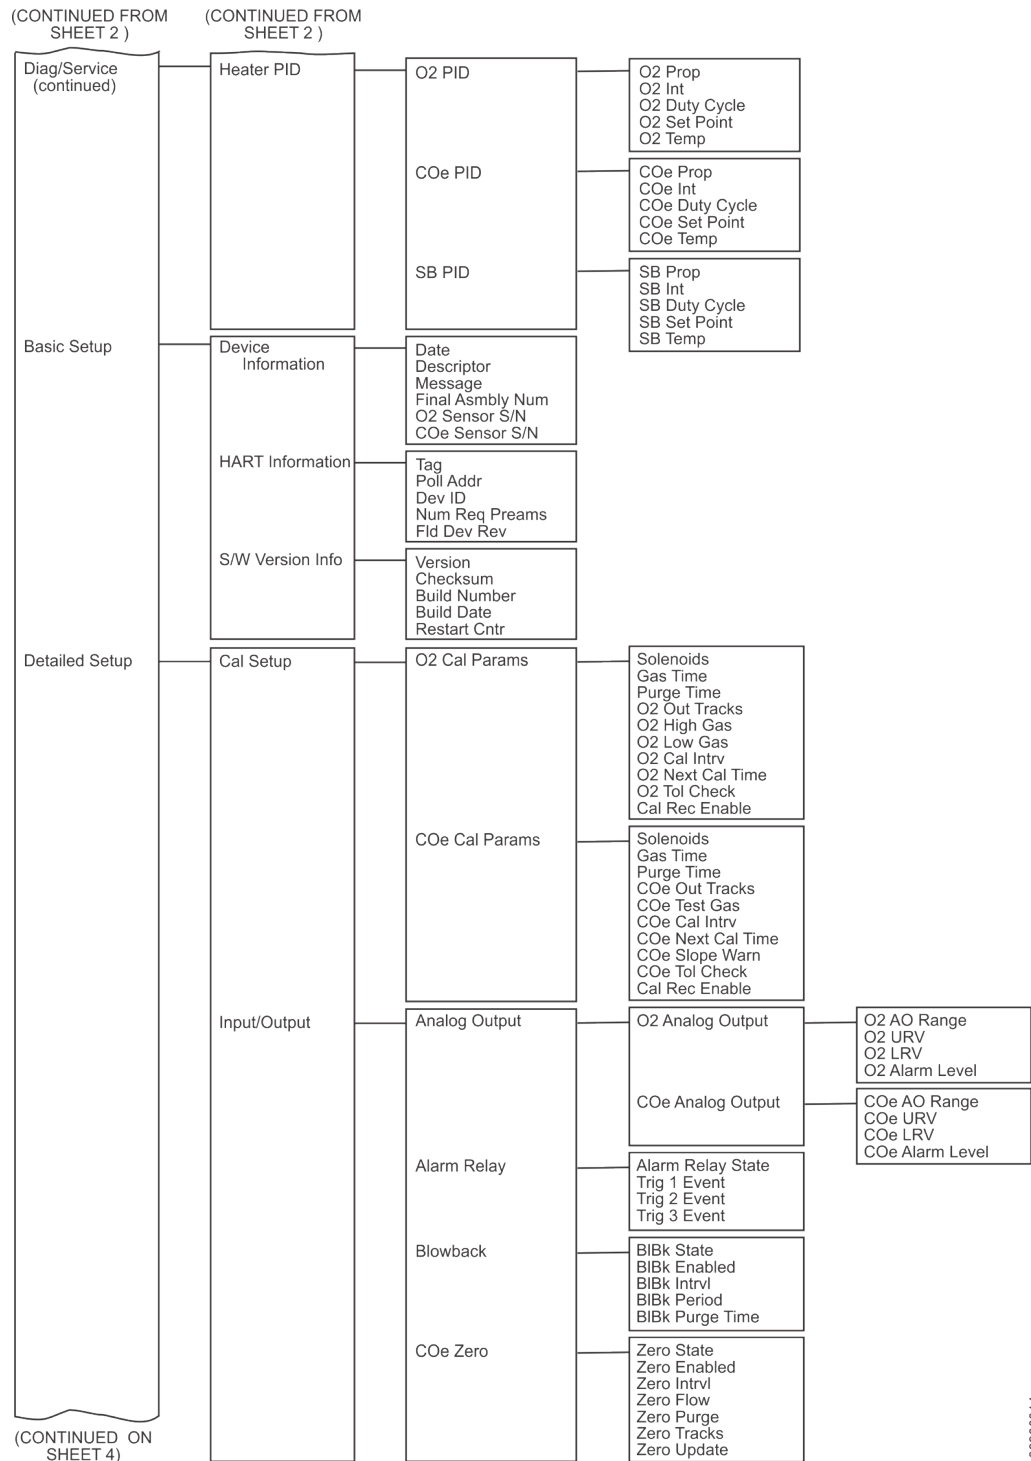 (CONTINUED FROM
SHEET 2 )
(CONTINUED FROM
SHEET 2 )
Diag/Service
(continued)
Heater PID
O2 PID
O2 Prop
O2 Int
O2 Duty Cycle
O2 Set Point
O2 Temp
COe PID
COe Prop
COe Int
COe Duty Cycle
COe Set Point
COe Temp
SB PID
SB Prop
SB Int
SB Duty Cycle
SB Set Point
SB Temp
Basic Setup
Device
Information
Date
Descriptor
Message
Final Asmbly Num
O2 Sensor S/N
COe Sensor S/N
HART Information
Tag
Poll Addr
Dev ID
Num Req Preams
Fld Dev Rev
S/W Version Info
Version
Checksum
Build Number
Build Date
Restart Cntr
Detailed Setup
Cal Setup
O2 Cal Params
Solenoids
Gas Time
Purge Time
O2 Out Tracks
O2 High Gas
O2 Low Gas
O2 Cal Intrv
O2 Next Cal Time
O2 Tol Check
Cal Rec Enable
COe Cal Params
Solenoids
Gas Time
Purge Time
COe Out Tracks
COe Test Gas
COe Cal Intrv
COe Next Cal Time
COe Slope Warn
COe Tol Check
Cal Rec Enable
Input/Output
Analog Output
O2 Analog Output
O2 AO Range
O2 URV
O2 LRV
O2 Alarm Level
COe Analog Output
COe AO Range
COe URV
COe LRV
COe Alarm Level
Alarm Relay
Alarm Relay State
Trig 1 Event
Trig 2 Event
Trig 3 Event
Blowback
BlBk State
BlBk Enabled
BlBk Intrvl
BlBk Period
BlBk Purge Time
COe Zero
Zero State
Zero Enabled
Zero Intrvl
Zero Flow
Zero Purge
Zero Tracks
Zero Update
(CONTINUED ON
SHEET 4)